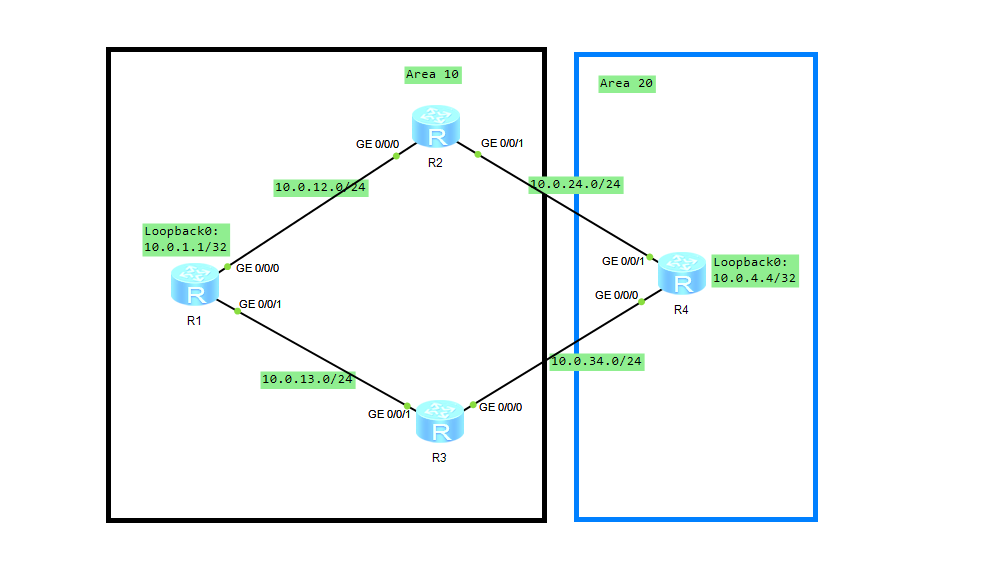 Area 10
Area 20
R
GE 0/0/0
GE 0/0/1
R2
10.0.12.0/24
10.0.24.0/24
Loopback0:
10.0.1.1/32
GE 0/0/0
R
GE 0/0/1
R1
GE 0/0/1
Loopback0:
10.0.4.4/32
R
GE 0/0/0
R4
10.0.13.0/24
10.0.34.0/24
GE 0/0/1
GE 0/0/0
R
R3